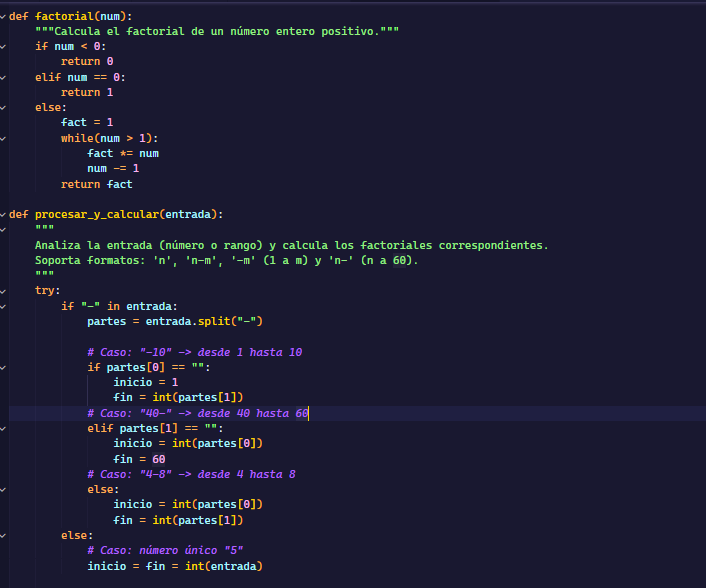 def factorial(num):
    """Calcula el factorial de un número entero positivo."""
    if num < 0:
        return 0
    elif num == 0:
        return 1
    else:
        fact = 1
        while(num > 1):
            fact *= num
            num -= 1
        return fact
def procesar_y_calcular(entrada):
    """
    Analiza la entrada (número o rango) y calcula los factoriales correspondientes.
    Soporta formatos: 'n', 'n-m', '-m' (1 a m) y 'n-' (n a 60).
    """
    try:
        if "-" in entrada:
            partes = entrada.split("-")
            # Caso: "-10" -> desde 1 hasta 10
            if partes[0] == "":
                inicio = 1
                fin = int(partes[1])
            # Caso: "40-" -> desde 40 hasta 60
            elif partes[1] == "":
                inicio = int(partes[0])
                fin = 60
            # Caso: "4-8" -> desde 4 hasta 8
            else:
                inicio = int(partes[0])
                fin = int(partes[1])
        else:
            # Caso: número único "5"
            inicio = fin = int(entrada)